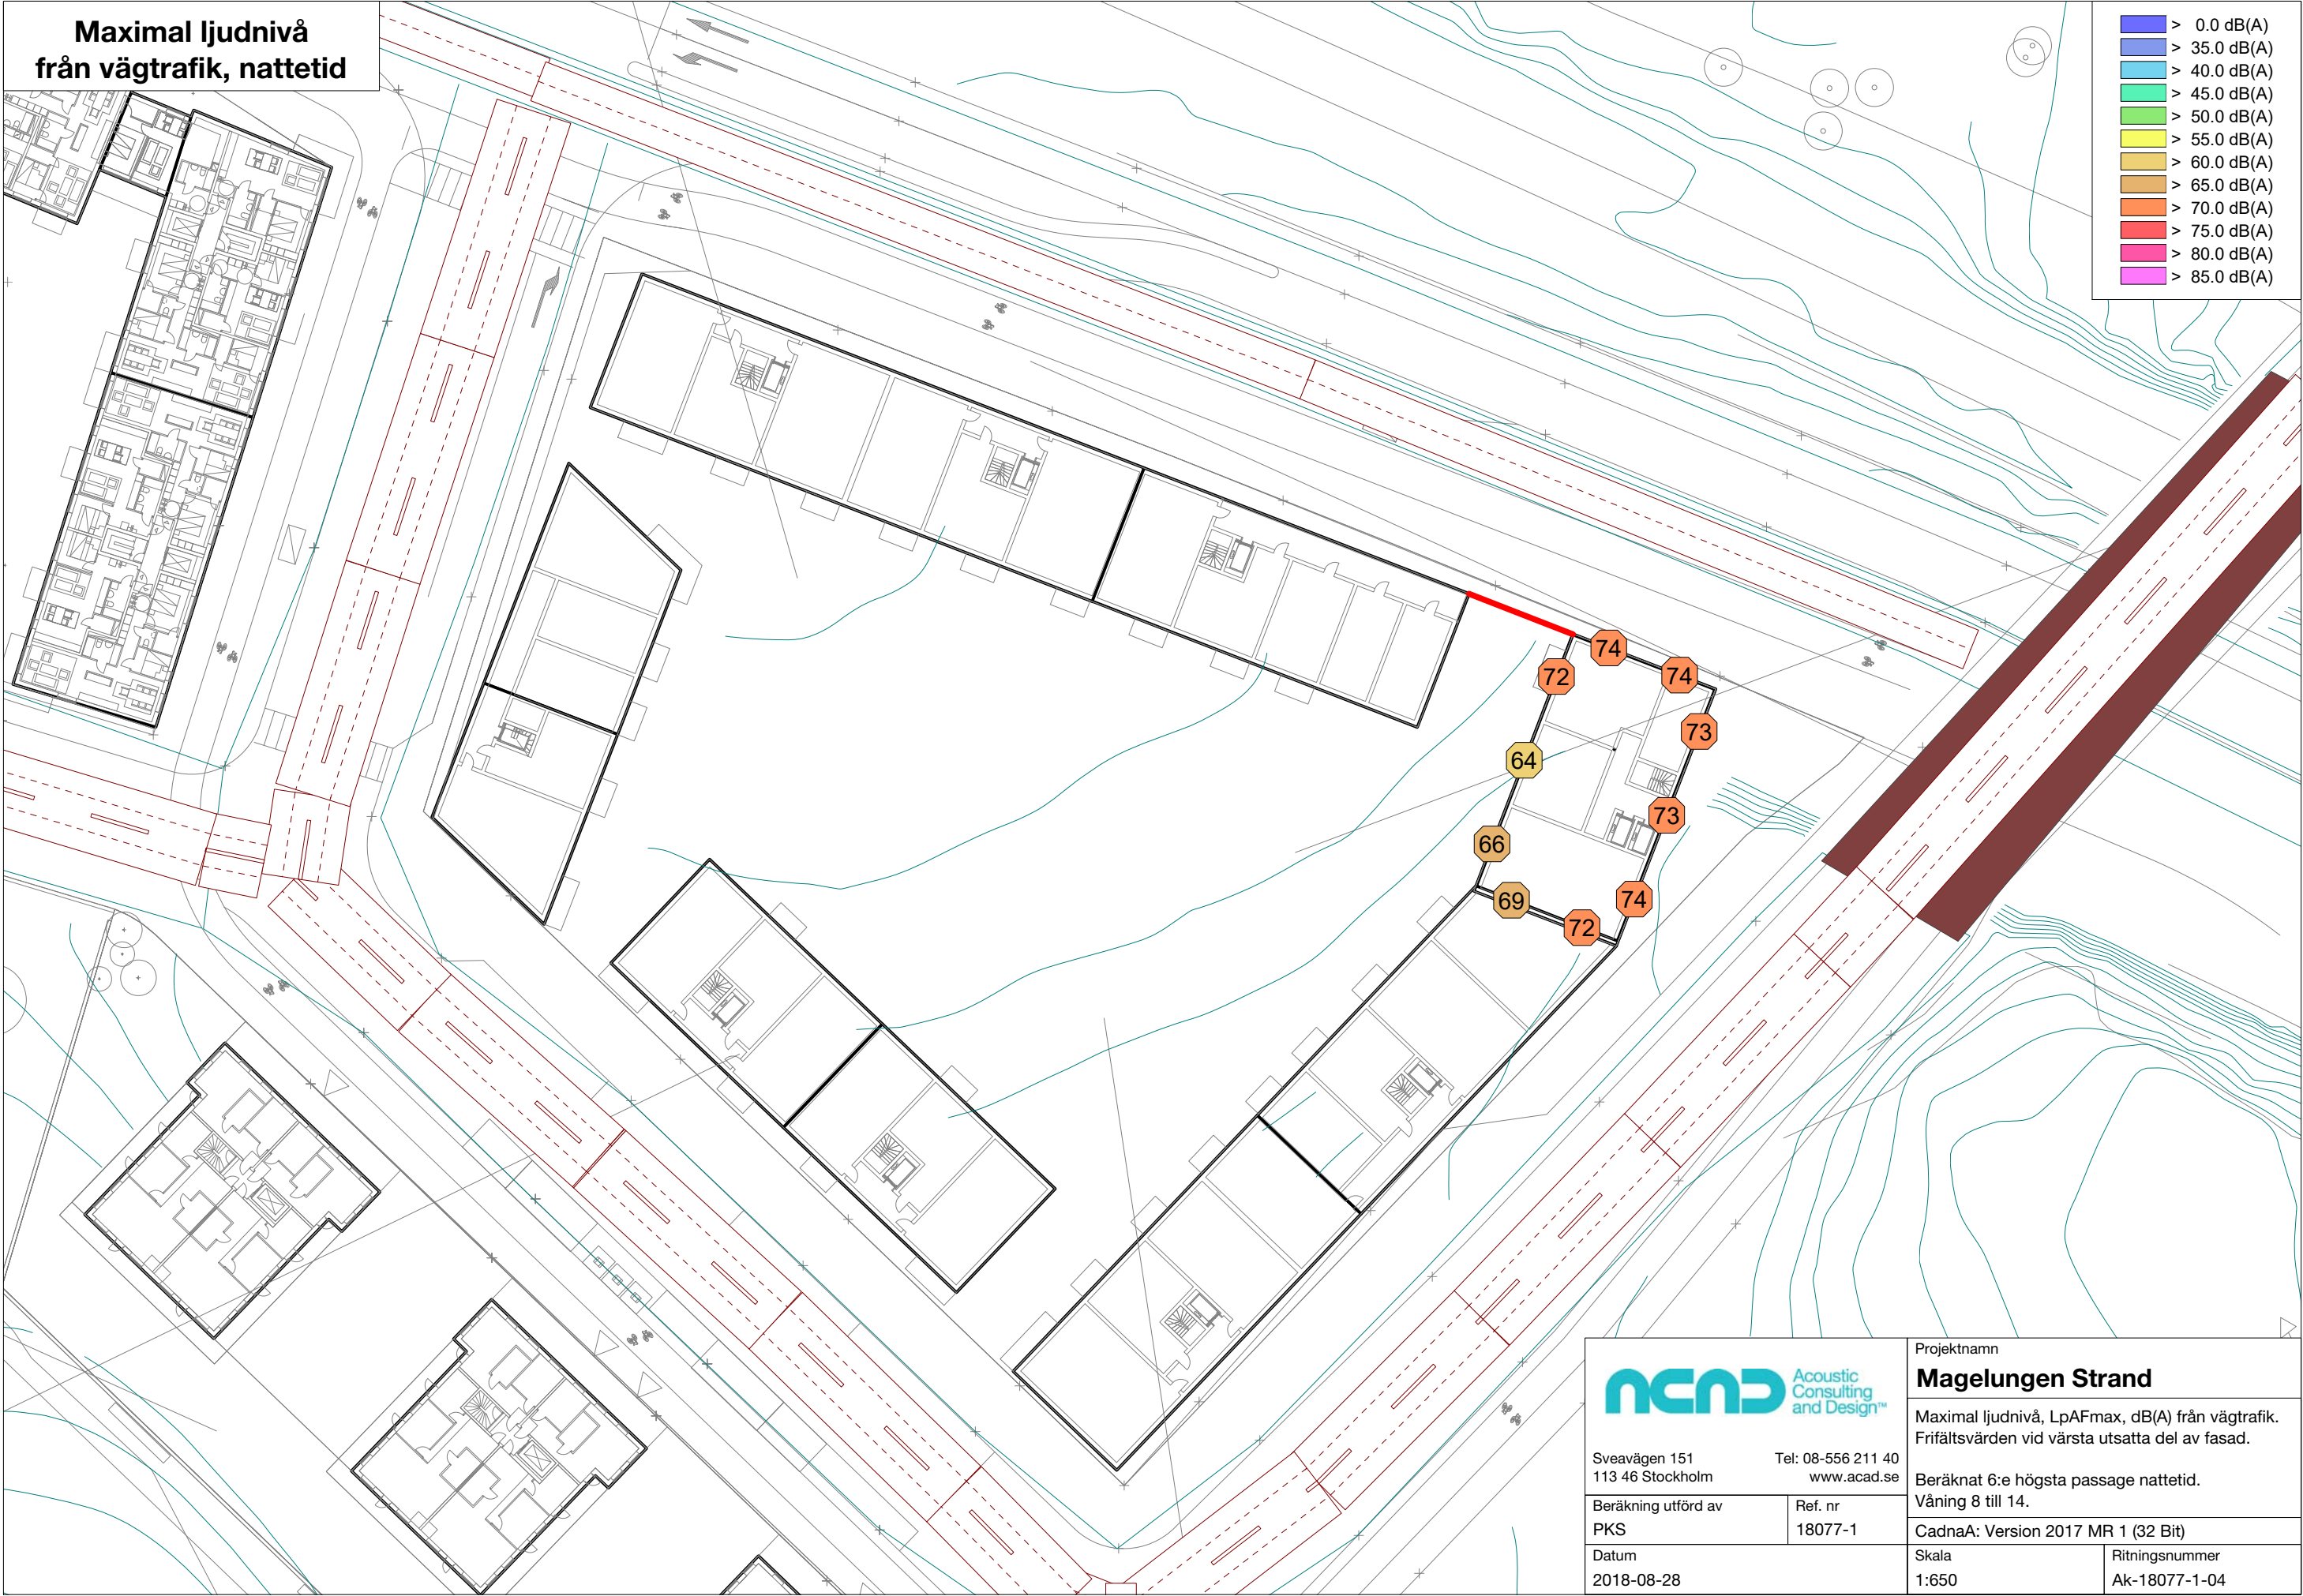 Maximal ljudnivå
från vägtrafik, nattetid
> 0.0 dB(A)
> 35.0 dB(A)
> 40.0 dB(A)
> 45.0 dB(A)
> 50.0 dB(A)
> 55.0 dB(A)
> 60.0 dB(A)
> 65.0 dB(A)
> 70.0 dB(A)
> 75.0 dB(A)
> 80.0 dB(A)
> 85.0 dB(A)
74
72
74
73
64
73
66
69
74
72
acad Acoustic
Consulting
and Design™
Sveavägen 151 Tel: 08-556 211 40
113 46 Stockholm www.acad.se
Beräkning utförd av
PKS
Ref. nr
18077-1
Datum
2018-08-28
Projektnamn
Magelungen Strand
Maximal ljudnivå, LpAFmax, dB(A) från vägtrafik.
Frifältsvärden vid värsta utsatta del av fasad.
Beräknat 6:e högsta passage nattetid.
Våning 8 till 14.
CadnaA: Version 2017 MR 1 (32 Bit)
Skala
1:650
Ritningsnummer
Ak-18077-1-04